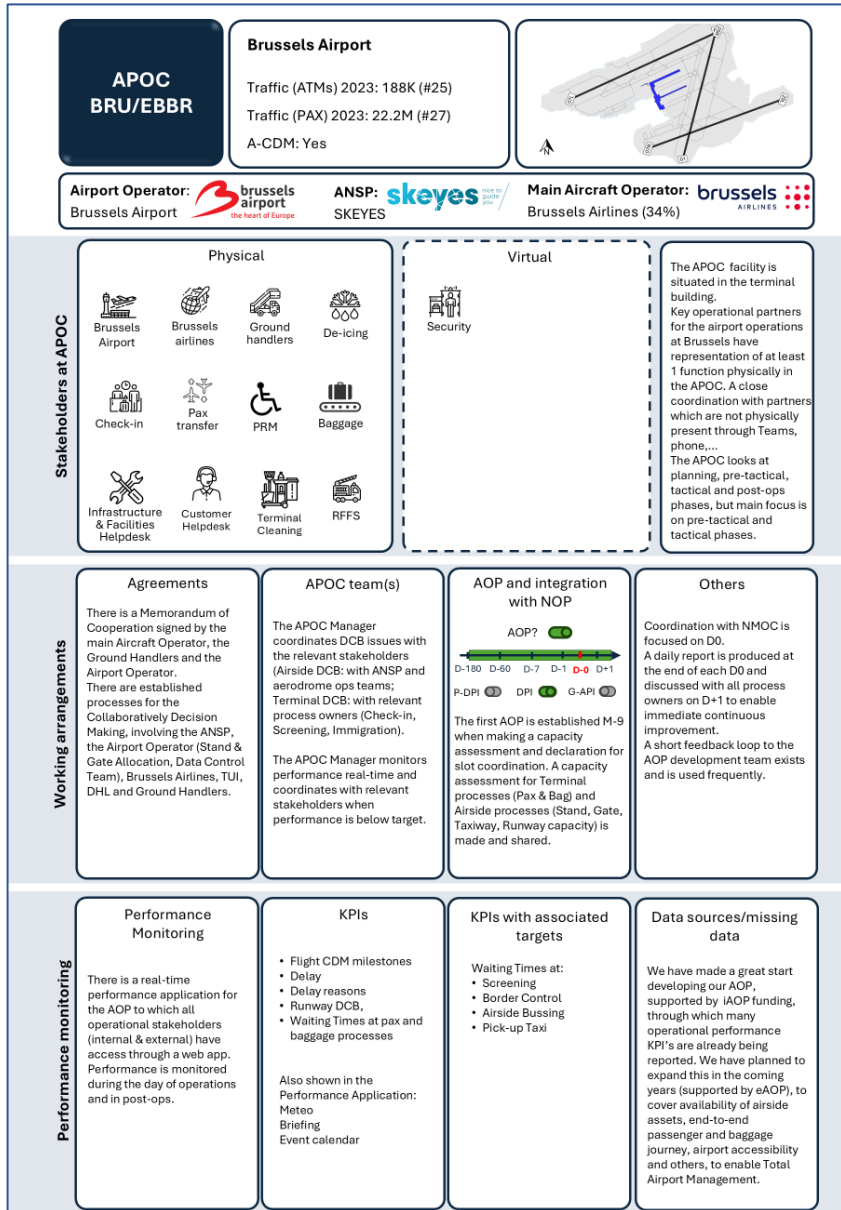 APOC
BRU/EBBR
Brussels Airport
Traffic (ATMs) 2023: 188K (#25)
Traffic (PAX) 2023: 22.2M (#27)
A-CDM: Yes
N
Airport Operator:
Brussels Airport
brussels
airport
the heart of Europe
ANSP:
SKEYES
skeyes
nice to
guide
you
Main Aircraft Operator:
Brussels Airlines (34%)
brussels
AIRLINES
Stakeholders at APOC
Physical
Brussels
Airport
Brussels
airlines
Ground
handlers
De-icing
Check-in
Pax
transfer
PRM
Baggage
Infrastructure
& Facilities
Helpdesk
Customer
Helpdesk
Terminal
Cleaning
RFFS
Virtual
Security
The APOC facility is
situated in the terminal
building.
Key operational partners
for the airport operations
at Brussels have
representation of at least
1 function physically in
the APOC. A close
coordination with partners
which are not physically
present through Teams,
phone,...
The APOC looks at
planning, pre-tactical,
tactical and post-ops
phases, but main focus is
on pre-tactical and
tactical phases.
Working arrangements
Agreements
There is a Memorandum of
Cooperation signed by the
main Aircraft Operator, the
Ground Handlers and the
Airport Operator.
There are established
processes for the
Collaboratively Decision
Making, involving the ANSP,
the Airport Operator (Stand &
Gate Allocation, Data Control
Team), Brussels Airlines, TUI,
DHL and Ground Handlers.
APOC team(s)
The APOC Manager
coordinates DCB issues with
the relevant stakeholders
(Airside DCB: with ANSP and
aerodrome ops teams;
Terminal DCB: with relevant
process owners (Check-in,
Screening, Immigration).
The APOC Manager monitors
performance real-time and
coordinates with relevant
stakeholders when
performance is below target.
AOP and integration
with NOP
AOP?
D-180 D-60 D-7 D-1 D-0 D+1
P-DPI DPI G-API
The first AOP is established M-9
when making a capacity
assessment and declaration for
slot coordination. A capacity
assessment for Terminal
processes (Pax & Bag) and
Airside processes (Stand, Gate,
Taxiway, Runway capacity) is
made and shared.
Others
Coordination with NMOC is
focused on D0.
A daily report is produced at
the end of each D0 and
discussed with all process
owners on D+1 to enable
immediate continuous
improvement.
A short feedback loop to the
AOP development team exists
and is used frequently.
Performance monitoring
Performance
Monitoring
There is a real-time
performance application for
the AOP to which all
operational stakeholders
(internal & external) have
access through a web app.
Performance is monitored
during the day of operations
and in post-ops.
KPIs
• Flight CDM milestones
• Delay
• Delay reasons
• Runway DCB,
• Waiting Times at pax and
baggage processes
Also shown in the
Performance Application:
Meteo
Briefing
Event calendar
KPIs with associated
targets
Waiting Times at:
• Screening
• Border Control
• Airside Bussing
• Pick-up Taxi
Data sources/missing
data
We have made a great start
developing our AOP,
supported by iAOP funding,
through which many
operational performance
KPI's are already being
reported. We have planned to
expand this in the coming
years (supported by eAOP), to
cover availability of airside
assets, end-to-end
passenger and baggage
journey, airport accessibility
and others, to enable Total
Airport Management.